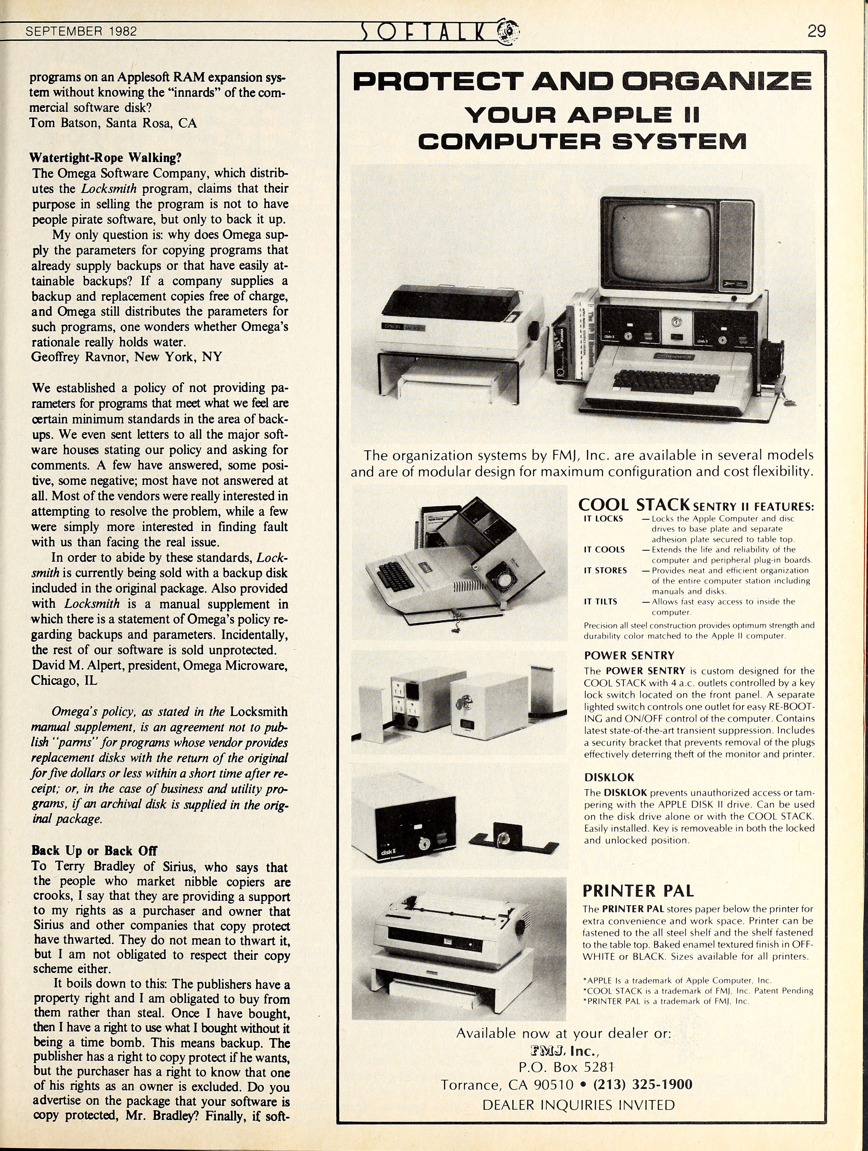 SEPTEMBER 1982
SOFTALK
29
programs on an Applesoft RAM expansion sys-
tem without knowing the “innards” of the com-
mercial software disk?
Tom Batson, Santa Rosa, CA
Watertight-Rope Walking?
The Omega Software Company, which distrib-
utes the Locksmith program, claims that their
purpose in selling the program is not to have
people pirate software, but only to back it up.
My only question is: why does Omega sup-
ply the parameters for copying programs that
already supply backups or that have easily at-
tainable backups? If a company supplies a
backup and replacement copies free of charge,
and Omega still distributes the parameters for
such programs, one wonders whether Omega's
rationale really holds water.
Geoffrey Ravnor, New York, NY
We established a policy of not providing pa-
rameters for programs that meet what we feel are
certain minimum standards in the area of back-
ups. We even sent letters to all the major soft-
ware houses stating our policy and asking for
comments. A few have answered, some posi-
tive, some negative; most have not answered at
all. Most of the vendors were really interested in
attempting to resolve the problem, while a few
were simply more interested in finding fault
with us than facing the real issue.
In order to abide by these standards, Lock-
smith is currently being sold with a backup disk
included in the original package. Also provided
with Locksmith is a manual supplement in
which there is a statement of Omega's policy re-
garding backups and parameters. Incidentally,
the rest of our software is sold unprotected.
David M. Alpert, president, Omega Microware,
Chicago, IL
Omega's policy, as stated in the Locksmith
manual supplement, is an agreement not to pub-
lish "parms" for programs whose vendor provides
replacement disks with the return of the original
for five dollars or less within a short time after re-
ceipt; or, in the case of business and utility pro-
grams, if an archival disk is supplied in the orig-
inal package.
Back Up or Back Off
To Terry Bradley of Sirius, who says that
the people who market nibble copiers are
crooks, I say that they are providing a support
to my rights as a purchaser and owner that
Sirius and other companies that copy protect
have thwarted. They do not mean to thwart it,
but I am not obligated to respect their copy
scheme either.
It boils down to this: The publishers have a
property right and I am obligated to buy from
them rather than steal. Once I have bought,
then I have a right to use what I bought without it
being a time bomb. This means backup. The
publisher has a right to copy protect if he wants,
but the purchaser has a right to know that one
of his rights as an owner is excluded. Do you
advertise on the package that your software is
copy protected, Mr. Bradley? Finally, if soft-
PROTECT AND ORGANIZE
YOUR APPLE II
COMPUTER SYSTEM
The organization systems by FMJ, Inc. are available in several models
and are of modular design for maximum configuration and cost flexibility.
COOL STACK SENTRY II FEATURES:
IT LOCKS — Locks the Apple Computer and disc
drives to base plate and separate
adhesion plate secured to table top.
IT COOLS — Extends the life and reliability of the
computer and peripheral plug-in boards.
IT STORES — Provides neat and efficient organization
of the entire computer station including
manuals and disks.
IT TILTS — Allows fast easy access to inside the
computer.
Precision all steel construction provides optimum strength and
durability color matched to the Apple II computer.
POWER SENTRY
The POWER SENTRY is custom designed for the
COOL STACK with 4 a.c. outlets controlled by a key
lock switch located on the front panel. A separate
lighted switch controls one outlet for easy RE-BOOT-
ING and ON/OFF control of the computer. Contains
latest state-of-the-art transient suppression. Includes
a security bracket that prevents removal of the plugs
effectively deterring theft of the monitor and printer.
disk II
DISKLOK
The DISKLOK prevents unauthorized access or tam-
pering with the APPLE DISK II drive. Can be used
on the disk drive alone or with the COOL STACK.
Easily installed. Key is removeable in both the locked
and unlocked position.
PRINTER PAL
The PRINTER PAL stores paper below the printer for
extra convenience and work space. Printer can be
fastened to the all steel shelf and the shelf fastened
to the table top. Baked enamel textured finish in OFF-
WHITE or BLACK. Sizes available for all printers.
*APPLE Is a trademark of Apple Computer, Inc.
*COOL STACK is a trademark of FMJ, Inc. Patent Pending
*PRINTER PAL is a trademark of FMJ, Inc.
Available now at your dealer or:
FMJ, Inc.,
P.O. Box 5281
Torrance, CA 90510 • (213) 325-1900
DEALER INQUIRIES INVITED